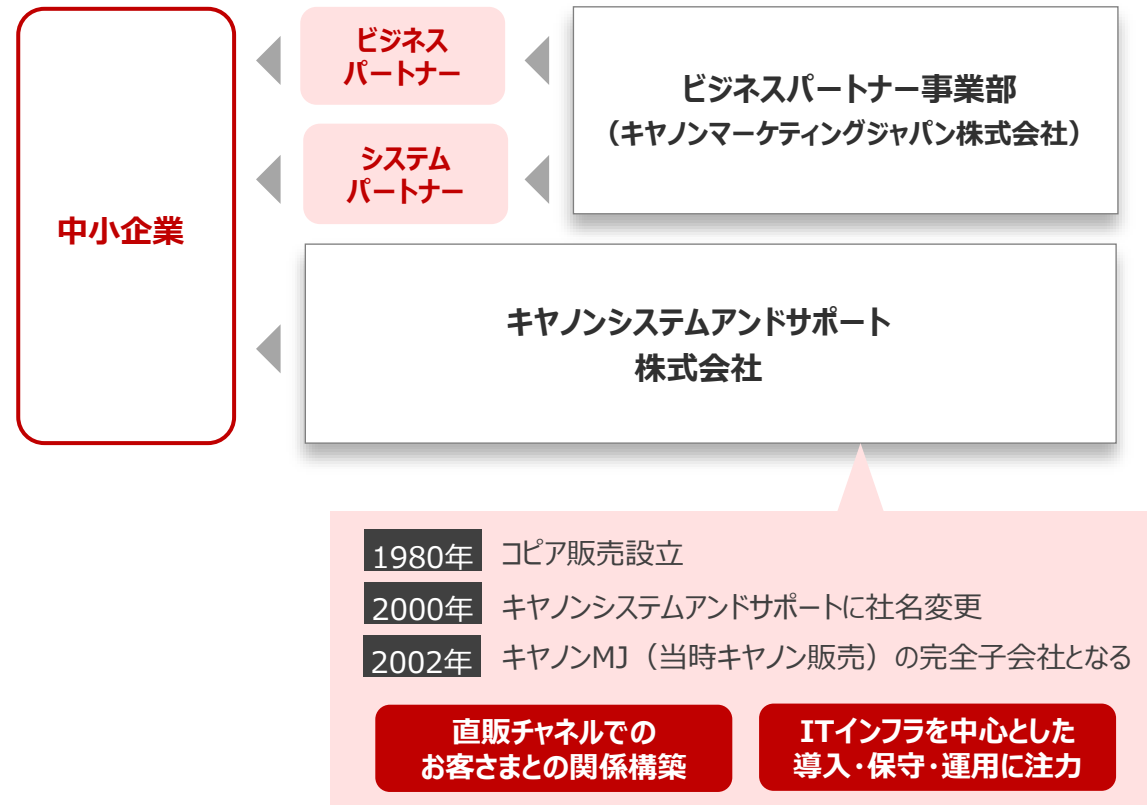 中小企業
ビジネス
パートナー
システム
パートナー
ビジネスパートナー事業部
（キヤノンマーケティングジャパン株式会社）
キヤノンシステムアンドサポート
株式会社
1980年 コピア販売設立
2000年 キヤノンシステムアンドサポートに社名変更
2002年 キヤノンMJ（当時キヤノン販売）の完全子会社となる
直販チャネルでの
お客さまとの関係構築
ITインフラを中心とした
導入・保守・運用に注力